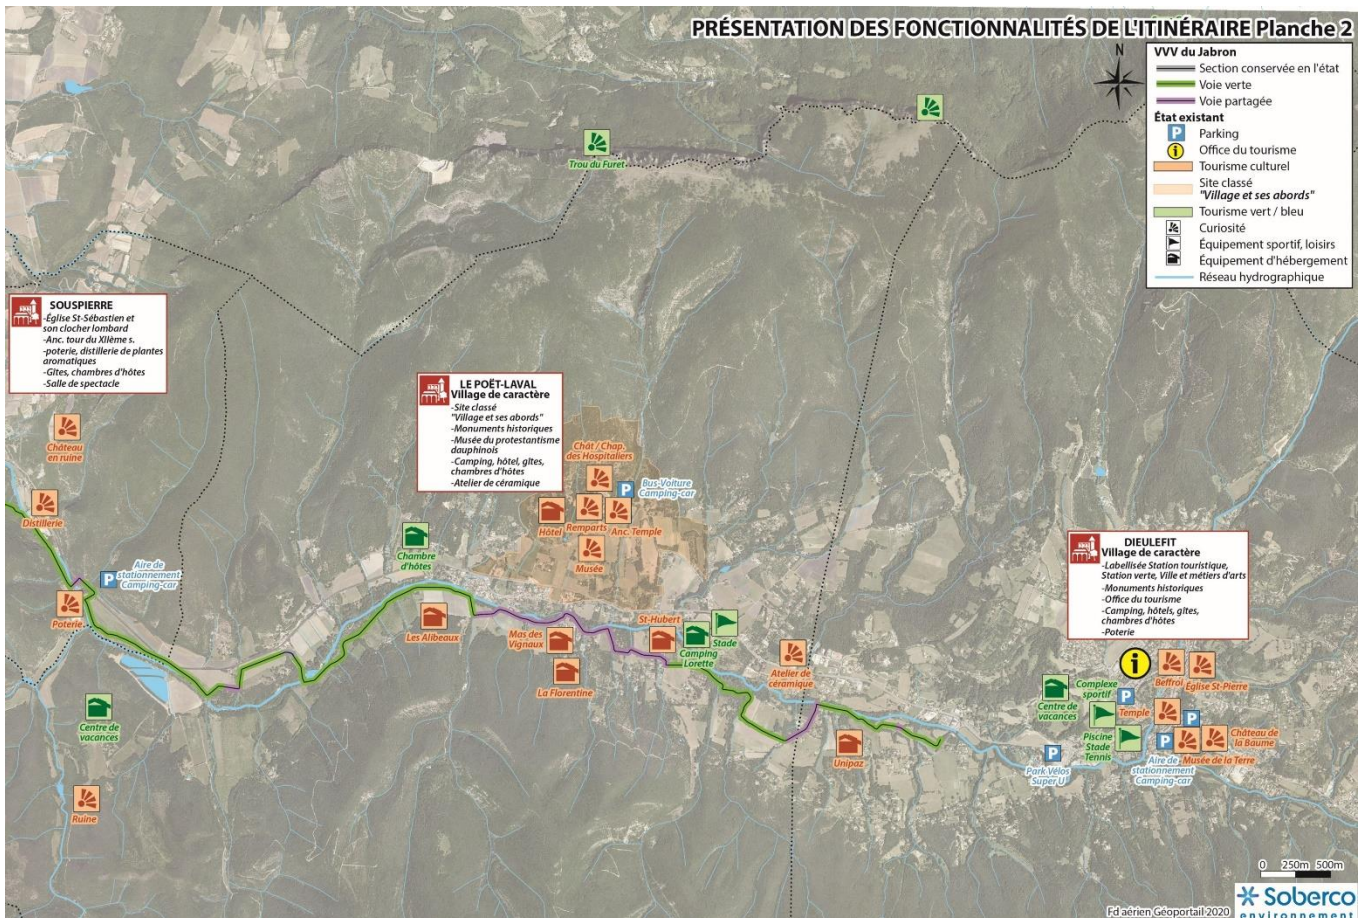 PRÉSENTATION DES FONCTIONNALITÉS DE L'ITINÉRAIRE Planche 2
N
VVV du Jabron
Section conservée en l'état
Voie verte
Voie partagée
État existant
P Parking
i Office du tourisme
Tourisme culturel
Site classé
"Village et ses abords"
Tourisme vert / bleu
Curiosité
Équipement sportif, loisirs
Équipement d'hébergement
Réseau hydrographique
Trou du Furet
SOUSPIERRE
-Église St-Sébastien et
son clocher lombard
-Anc. tour du XIIème s.
-poterie, distillerie de plantes
aromatiques
-Gîtes, chambres d'hôtes
-Salle de spectacle
LE POËT-LAVAL
Village de caractère
-Site classé
"Village et ses abords"
-Monuments historiques
-Musée du protestantisme
dauphinois
-Camping, hôtel, gîtes,
chambres d'hôtes
-Atelier de céramique
Château
en ruine
Distillerie
Aire de
stationnement
Camping-car
P
Poterie
Centre de
vacances
Ruine
Chambre
d'hôtes
Les Alibeaux
Chât / Chap.
des Hospitaliers
P
Bus-Voiture
Camping-car
Hôtel
Remparts
Anc. Temple
Musée
Mas des
Vignaux
La Florentine
St-Hubert
Camping
Lorette
Stade
Atelier de
céramique
Unipaz
DIEULEFIT
Village de caractère
-Labellisée Station touristique,
Station verte, Ville et métiers d'arts
-Monuments historiques
-Office du tourisme
-Camping, hôtels, gîtes,
chambres d'hôtes
-Poterie
i
Beffroi
Église St-Pierre
Centre de
vacances
Complexe
sportif
P
Temple
P
Piscine
Stade
Tennis
P
Château de
la Baume
Musée de la Terre
Aire de
stationnement
Camping-car
P
Park Vélos
Super U
0 250m 500m
Soberco
environnement
Fd aérien Géoportail 2020